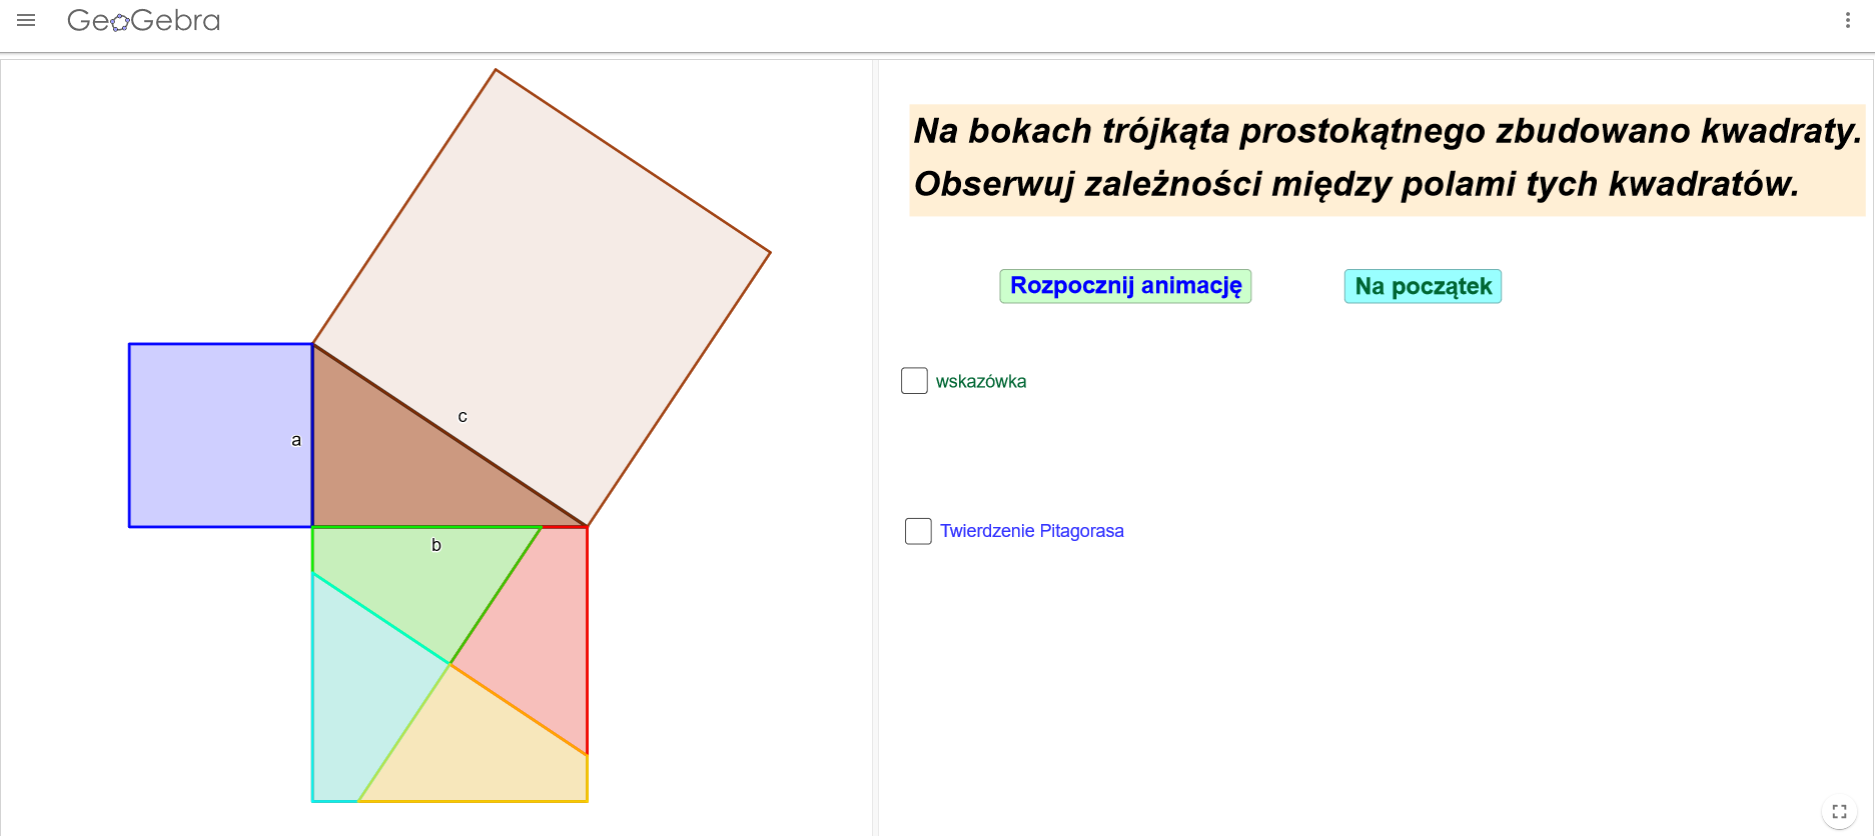 GeoGebra
Na bokach trójkąta prostokątnego zbudowano kwadraty.
Obserwuj zależności między polami tych kwadratów.
Rozpocznij animację
Na początek
wskazówka
Twierdzenie Pitagorasa
c
a
b